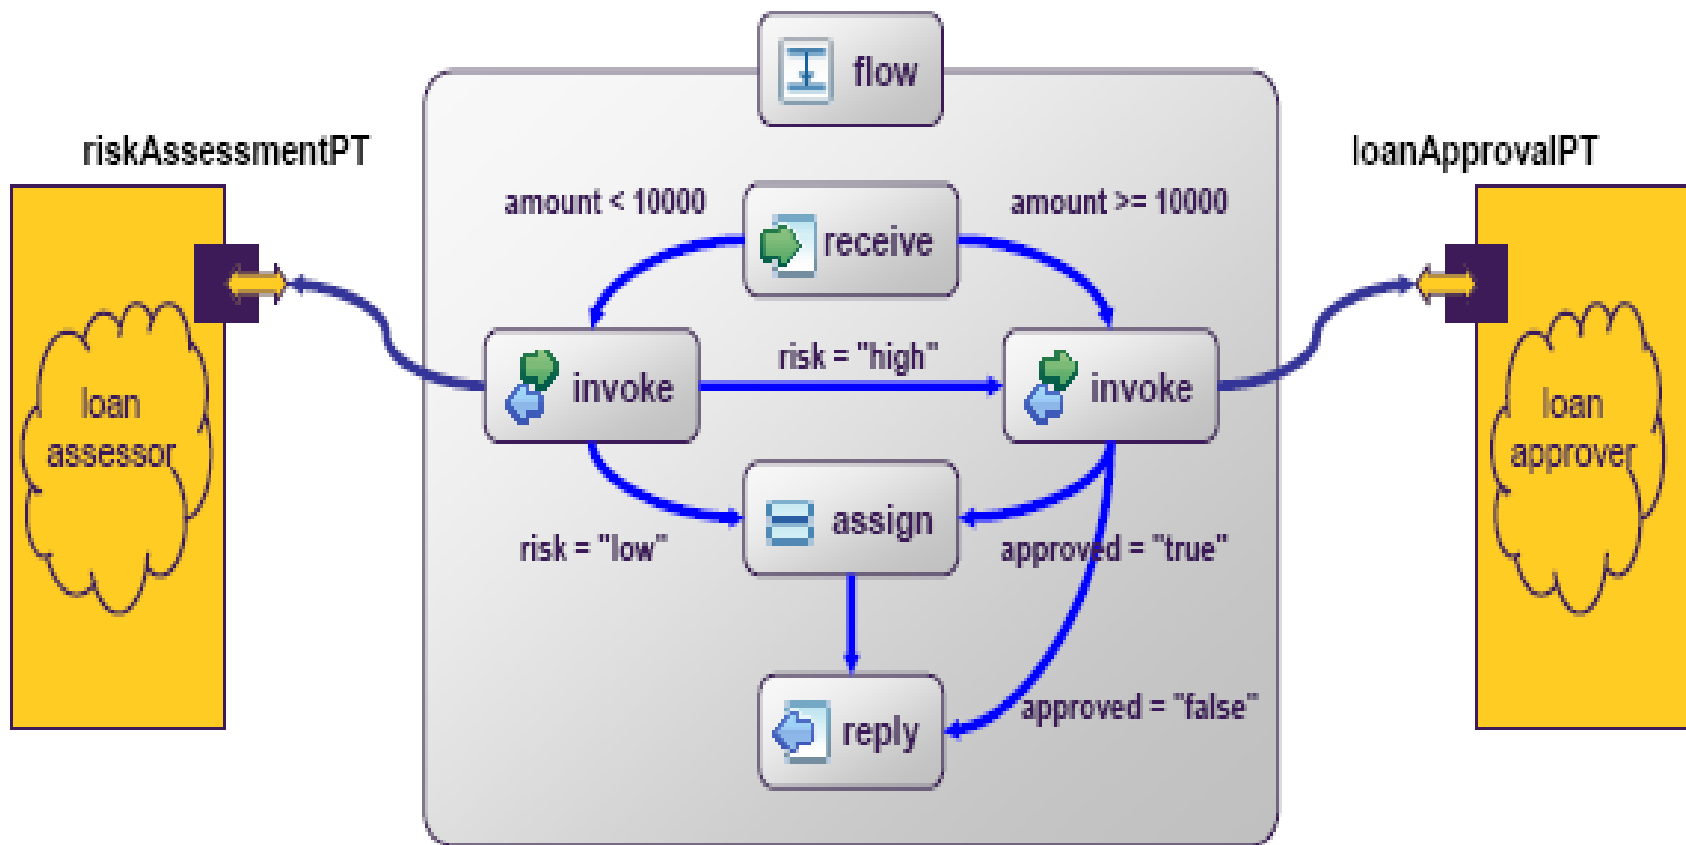 flow
riskAssessmentPT
loanApprovalPT
amount < 10000
receive
amount >= 10000
invoke
risk = "high"
invoke
loan
assessor
loan
approver
assign
risk = "low"
approved = "true"
reply
approved = "false"